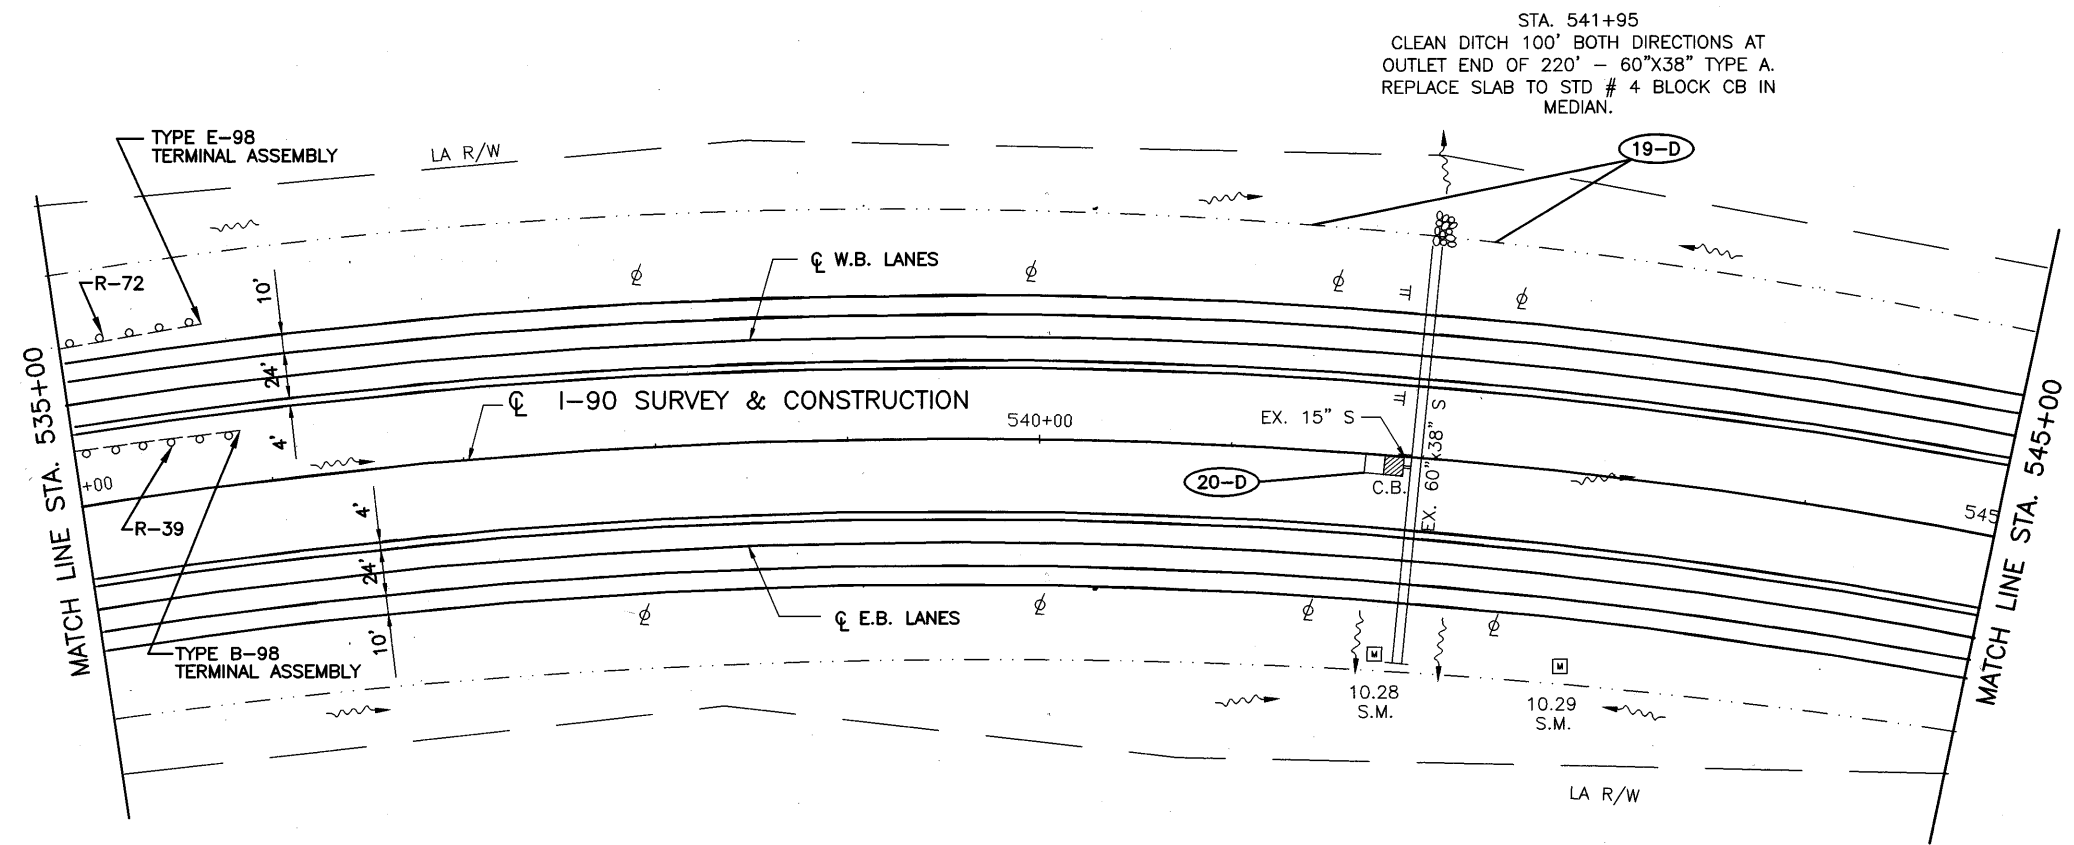 STA. 541+95
CLEAN DITCH 100' BOTH DIRECTIONS AT
OUTLET END OF 220' – 60"X38" TYPE A.
REPLACE SLAB TO STD # 4 BLOCK CB IN
MEDIAN.
TYPE E-98
TERMINAL ASSEMBLY
LA R/W
19-D
R-72
10'
℄ W.B. LANES
24'
MATCH LINE STA. 535+00
℄ I-90 SURVEY & CONSTRUCTION
540+00
EX. 15" S
4'
+00
20-D
C.B.
EX. 60"x38" S
R-39
4'
545
MATCH LINE STA. 545+00
24'
℄ E.B. LANES
10'
TYPE B-98
TERMINAL ASSEMBLY
M
M
10.28
S.M.
10.29
S.M.
LA R/W